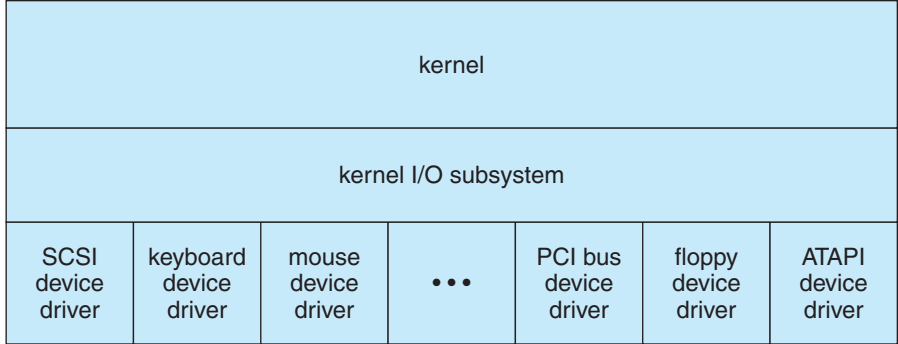 kernel
kernel I/O subsystem
SCSI
device
driver
keyboard
device
driver
mouse
device
driver
•••
PCI bus
device
driver
floppy
device
driver
ATAPI
device
driver